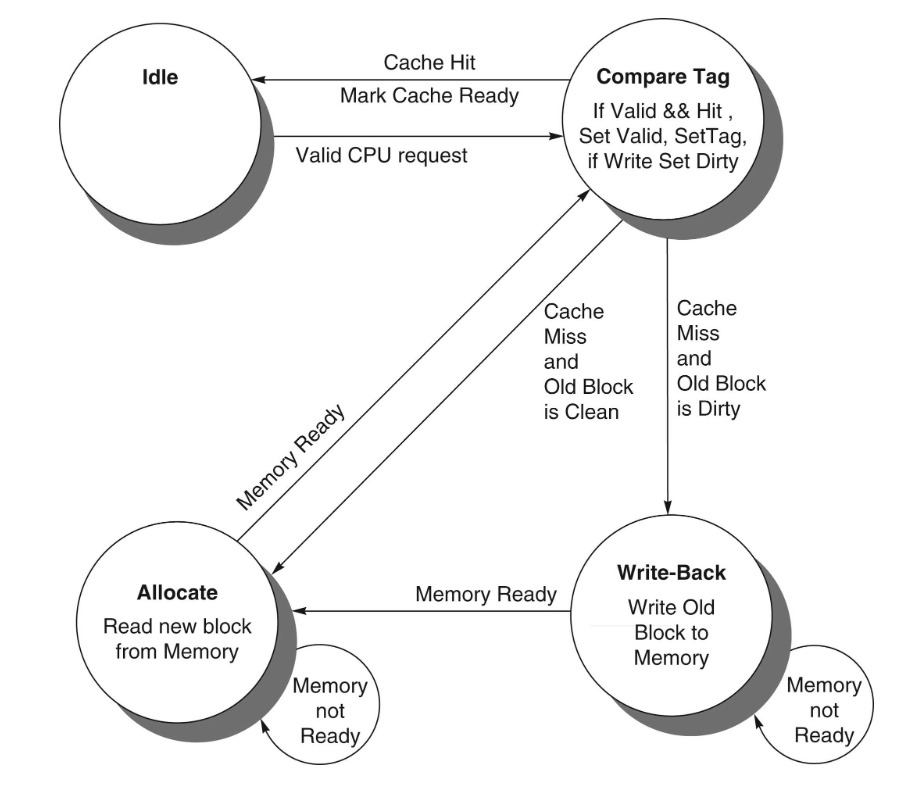 Idle
Cache Hit
Mark Cache Ready
Valid CPU request
Compare Tag
If Valid && Hit ,
Set Valid, SetTag,
if Write Set Dirty
Cache
Miss
and
Old Block
is Clean
Cache
Miss
and
Old Block
is Dirty
Memory Ready
Allocate
Read new block
from Memory
Memory
not
Ready
Memory Ready
Write-Back
Write Old
Block to
Memory
Memory
not
Ready